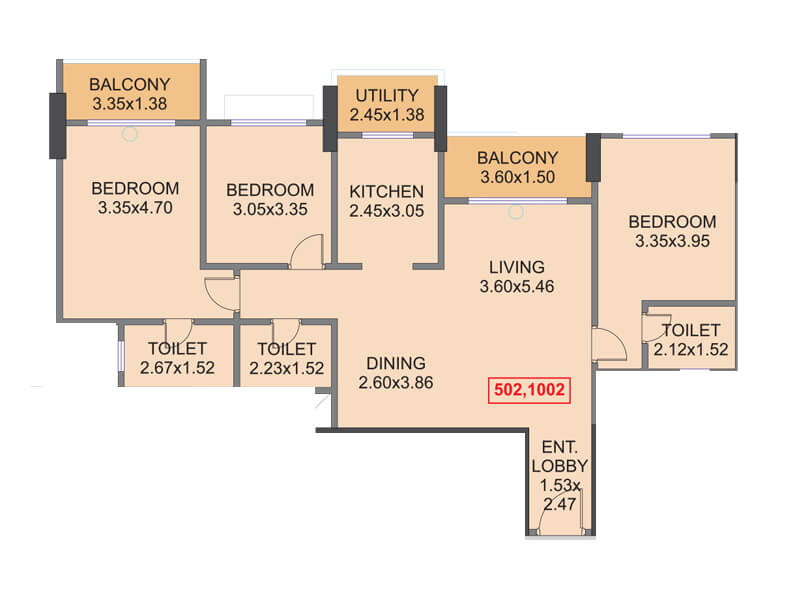 BALCONY
3.35x1.38
UTILITY
2.45x1.38
BALCONY
3.60x1.50
BEDROOM
3.35x4.70
BEDROOM
3.05x3.35
KITCHEN
2.45x3.05
BEDROOM
3.35x3.95
LIVING
3.60x5.46
TOILET
2.67x1.52
TOILET
2.23x1.52
DINING
2.60x3.86
TOILET
2.12x1.52
502,1002
ENT.
LOBBY
1.53x
2.47